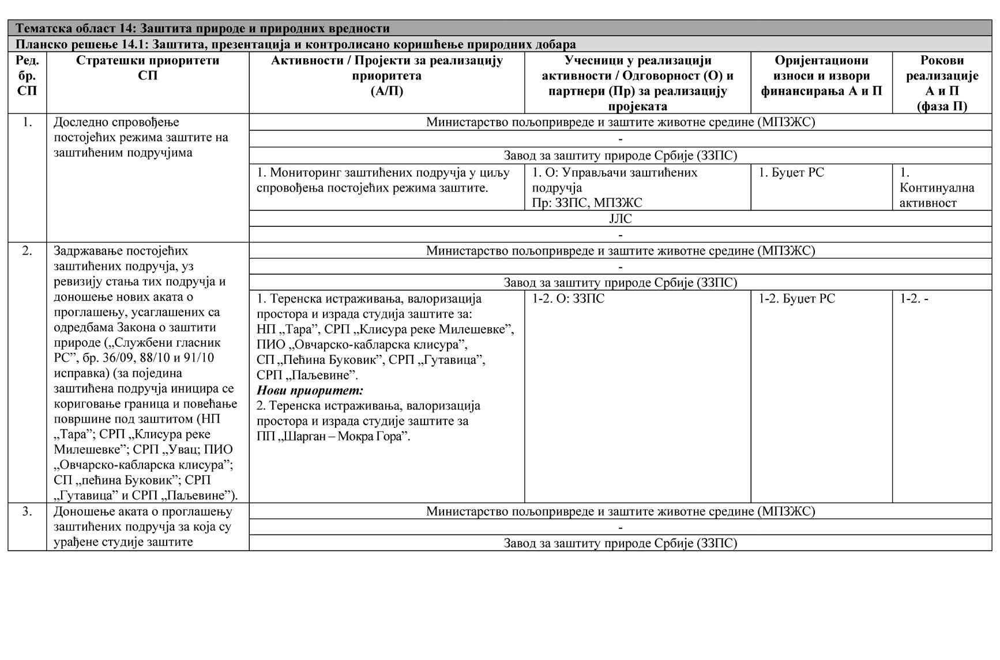 Тематска област 14: Заштита природе и природних вредности
Планско решење 14.1: Заштита, презентација и контролисано коришћење природних добара
Ред.
бр.
СП
Стратешки приоритети
СП
Активности / Пројекти за реализацију
приоритета
(А/П)
Учесници у реализацији
активности / Одговорност (О) и
партнери (Пр) за реализацију
пројеката
Оријентациони
износи и извори
финансирања А и П
Рокови
реализације
А и П
(фаза П)
1.
Доследно спровођење
постојећих режима заштите на
заштићеним подручјима
Министарство пољопривреде и заштите животне средине (МПЗЖС)
-
Завод за заштиту природе Србије (ЗЗПС)
1. Мониторинг заштићених подручја у циљу
спровођења постојећих режима заштите.
1. О: Управљачи заштићених
подручја
Пр: ЗЗПС, МПЗЖС
1. Буџет РС
1.
Континуална
активност
ЈЛС
-
2.
Задржавање постојећих
заштићених подручја, уз
ревизију стања тих подручја и
доношење нових аката о
проглашењу, усаглашених са
одредбама Закона о заштити
природе („Службени гласник
РС”, бр. 36/09, 88/10 и 91/10
исправка) (за поједина
заштићена подручја иницира се
кориговање граница и повећање
површине под заштитом (НП
„Тара”; СРП „Клисура реке
Милешевке”; СРП „Увац; ПИО
„Овчарско-кабларска клисура”;
СП „пећина Буковик”; СРП
„Гутавица” и СРП „Паљевине”).
Министарство пољопривреде и заштите животне средине (МПЗЖС)
-
Завод за заштиту природе Србије (ЗЗПС)
1. Теренска истраживања, валоризација
простора и израда студија заштите за:
НП „Тара”, СРП „Клисура реке Милешевке”,
ПИО „Овчарско-кабларска клисура”,
СП „Пећина Буковик”, СРП „Гутавица”,
СРП „Паљевине”.
Нови приоритет:
2. Теренска истраживања, валоризација
простора и израда студије заштите за
ПП „Шарган – Мокра Гора”.
1-2. О: ЗЗПС
1-2. Буџет РС
1-2. -
3.
Доношење аката о проглашењу
заштићених подручја за која су
урађене студије заштите
Министарство пољопривреде и заштите животне средине (МПЗЖС)
-
Завод за заштиту природе Србије (ЗЗПС)